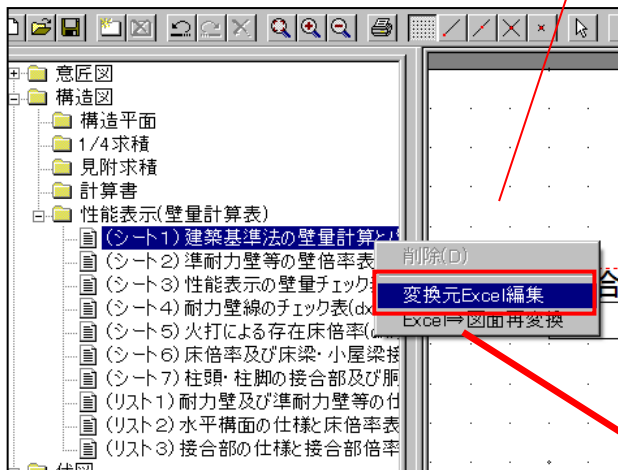 意匠図
構造図
構造平面
1/4求積
見附求積
計算書
性能表示(壁量計算表)
(シート1)建築基準法の壁量計算と
(シート2)準耐力壁等の壁倍率表
(シート3)性能表示の壁量チェック
(シート4)耐力壁線のチェック表(dx
(シート5)火打による存在床倍率(
(シート6)床倍率及び床梁・小屋梁接
(シート7)柱頭・柱脚の接合部及び胴
(リスト1)耐力壁及び準耐力壁等の仕
(リスト2)水平構面の仕様と床倍率表
(リスト3)接合部の仕様と接合部倍率
伏図
削除(D)
変換元Excel編集
Excel⇒図面再変換
合